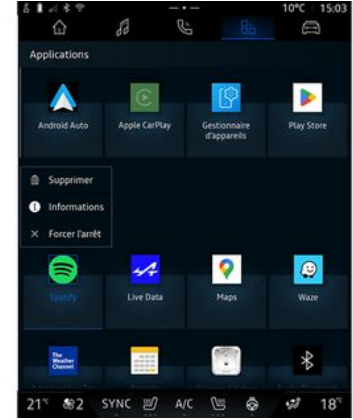 10°C 15:03
Applications
Android Auto
Apple CarPlay
Gestionnaire
d'appareils
Play Store
Supprimer
Informations
Forcer l'arrêt
Spotify
Live Data
Maps
Waze
The
Weather
Channel
21°C 2 SYNC A/C 18°C